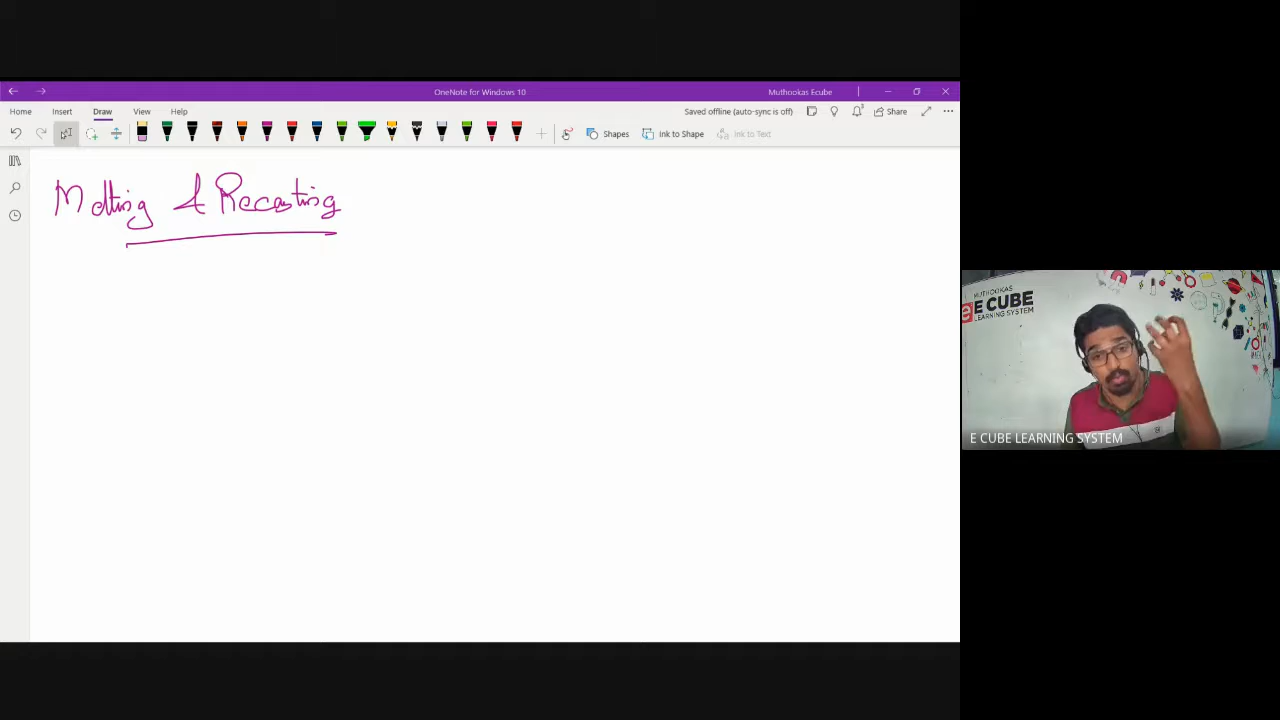 OneNote for Windows 10
Muthookas Ecube
Home Insert Draw View Help
Saved offline (auto-sync is off)
Share
Shapes
Ink to Shape
Ink to Text
Melting & Recasting
MUTHOOKAS
e E CUBE
LEARNING SYSTEM
E CUBE LEARNING SYSTEM